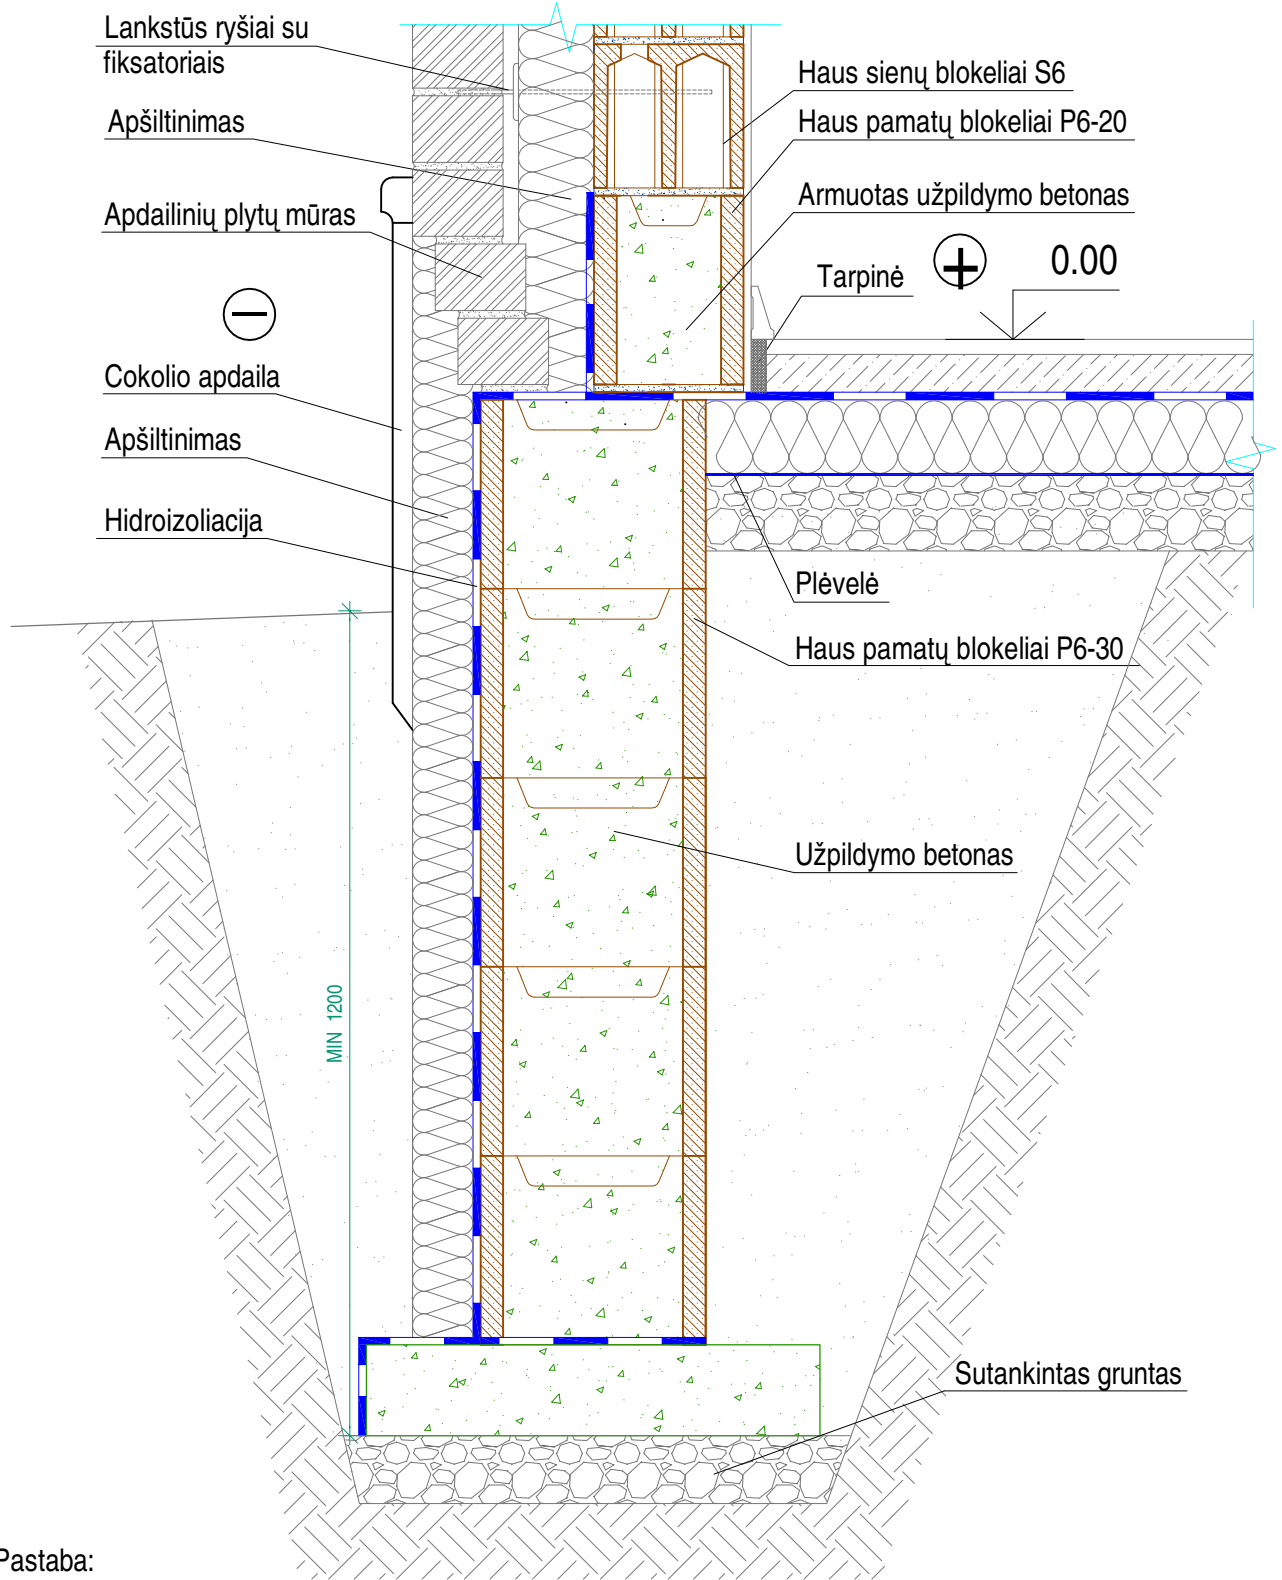 Lankstūs ryšiai su
fiksatoriais
Apšiltinimas
Apdailinių plytų mūras
Cokolio apdaila
Apšiltinimas
Hidroizoliacija
Haus sienų blokeliai S6
Haus pamatų blokeliai P6-20
Armuotas užpildymo betonas
Tarpinė
0.00
Plėvelė
Haus pamatų blokeliai P6-30
Užpildymo betonas
MIN 1200
Sutankintas gruntas
Pastaba: